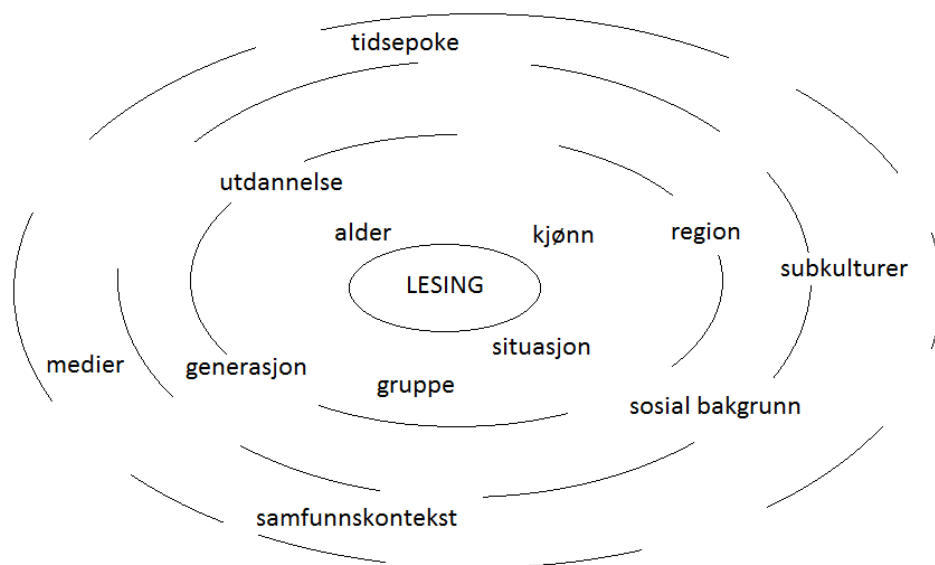 tidsepoke
utdannelse
alder
kjønn
region
subkulturer
LESING
situasjon
medier
generasjon
gruppe
sosial bakgrunn
samfunnskontekst